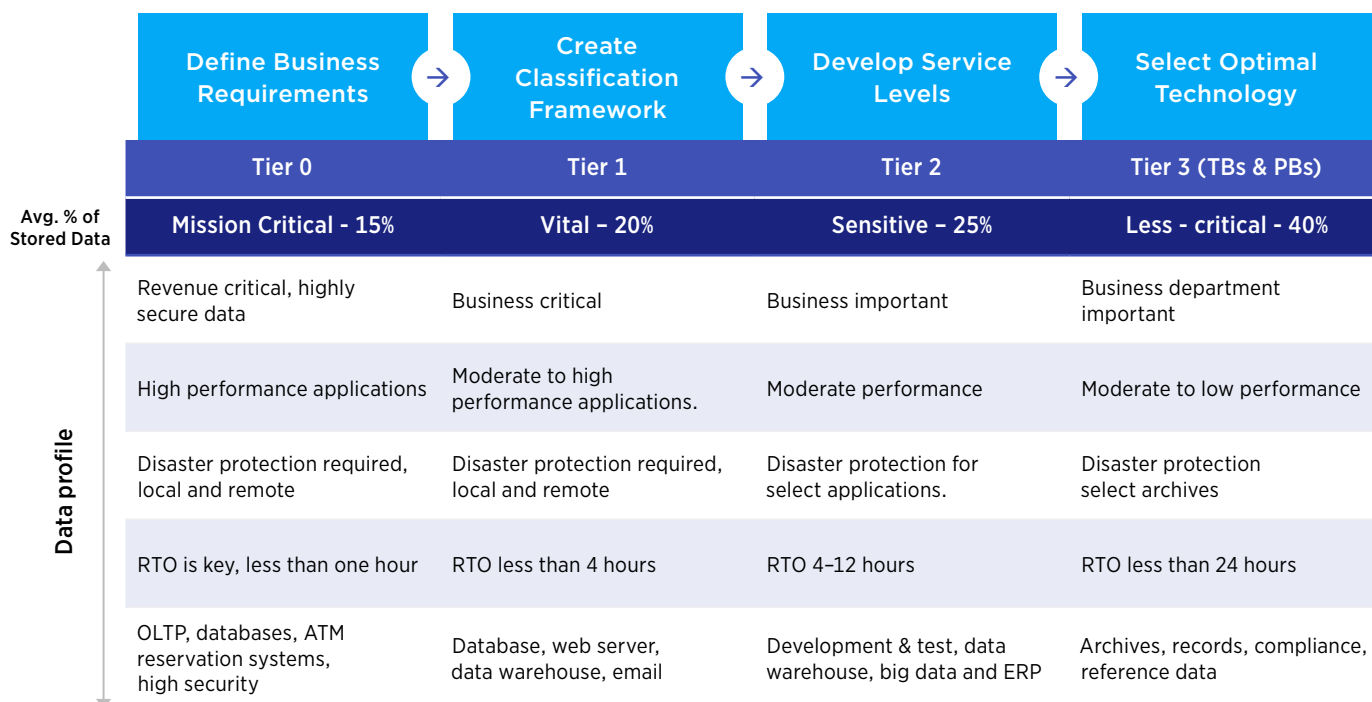 Define Business
Requirements
Create
Classification
Framework
Develop Service
Levels
Select Optimal
Technology
Tier 0
Tier 1
Tier 2
Tier 3 (TBs & PBs)
Avg. % of
Stored Data
Mission Critical - 15%
Vital – 20%
Sensitive – 25%
Less - critical - 40%
Data profile
Revenue critical, highly
secure data
Business critical
Business important
Business department
important
High performance applications
Moderate to high
performance applications.
Moderate performance
Moderate to low performance
Disaster protection required,
local and remote
Disaster protection required,
local and remote
Disaster protection for
select applications.
Disaster protection
select archives
RTO is key, less than one hour
RTO less than 4 hours
RTO 4–12 hours
RTO less than 24 hours
OLTP, databases, ATM
reservation systems,
high security
Database, web server,
data warehouse, email
Development & test, data
warehouse, big data and ERP
Archives, records, compliance,
reference data